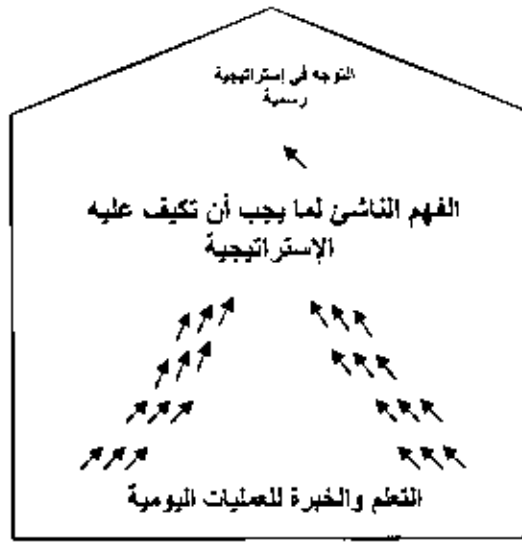 التوجه في إستراتيجية
رسمية
الفهم الناشئ لما يجب أن تكيف عليه
الإستراتيجية
التعلم والخبرة للعمليات اليومية